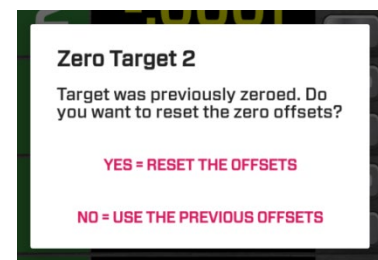 Zero Target 2
Target was previously zeroed. Do
you want to reset the zero offsets?
YES = RESET THE OFFSETS
NO = USE THE PREVIOUS OFFSETS